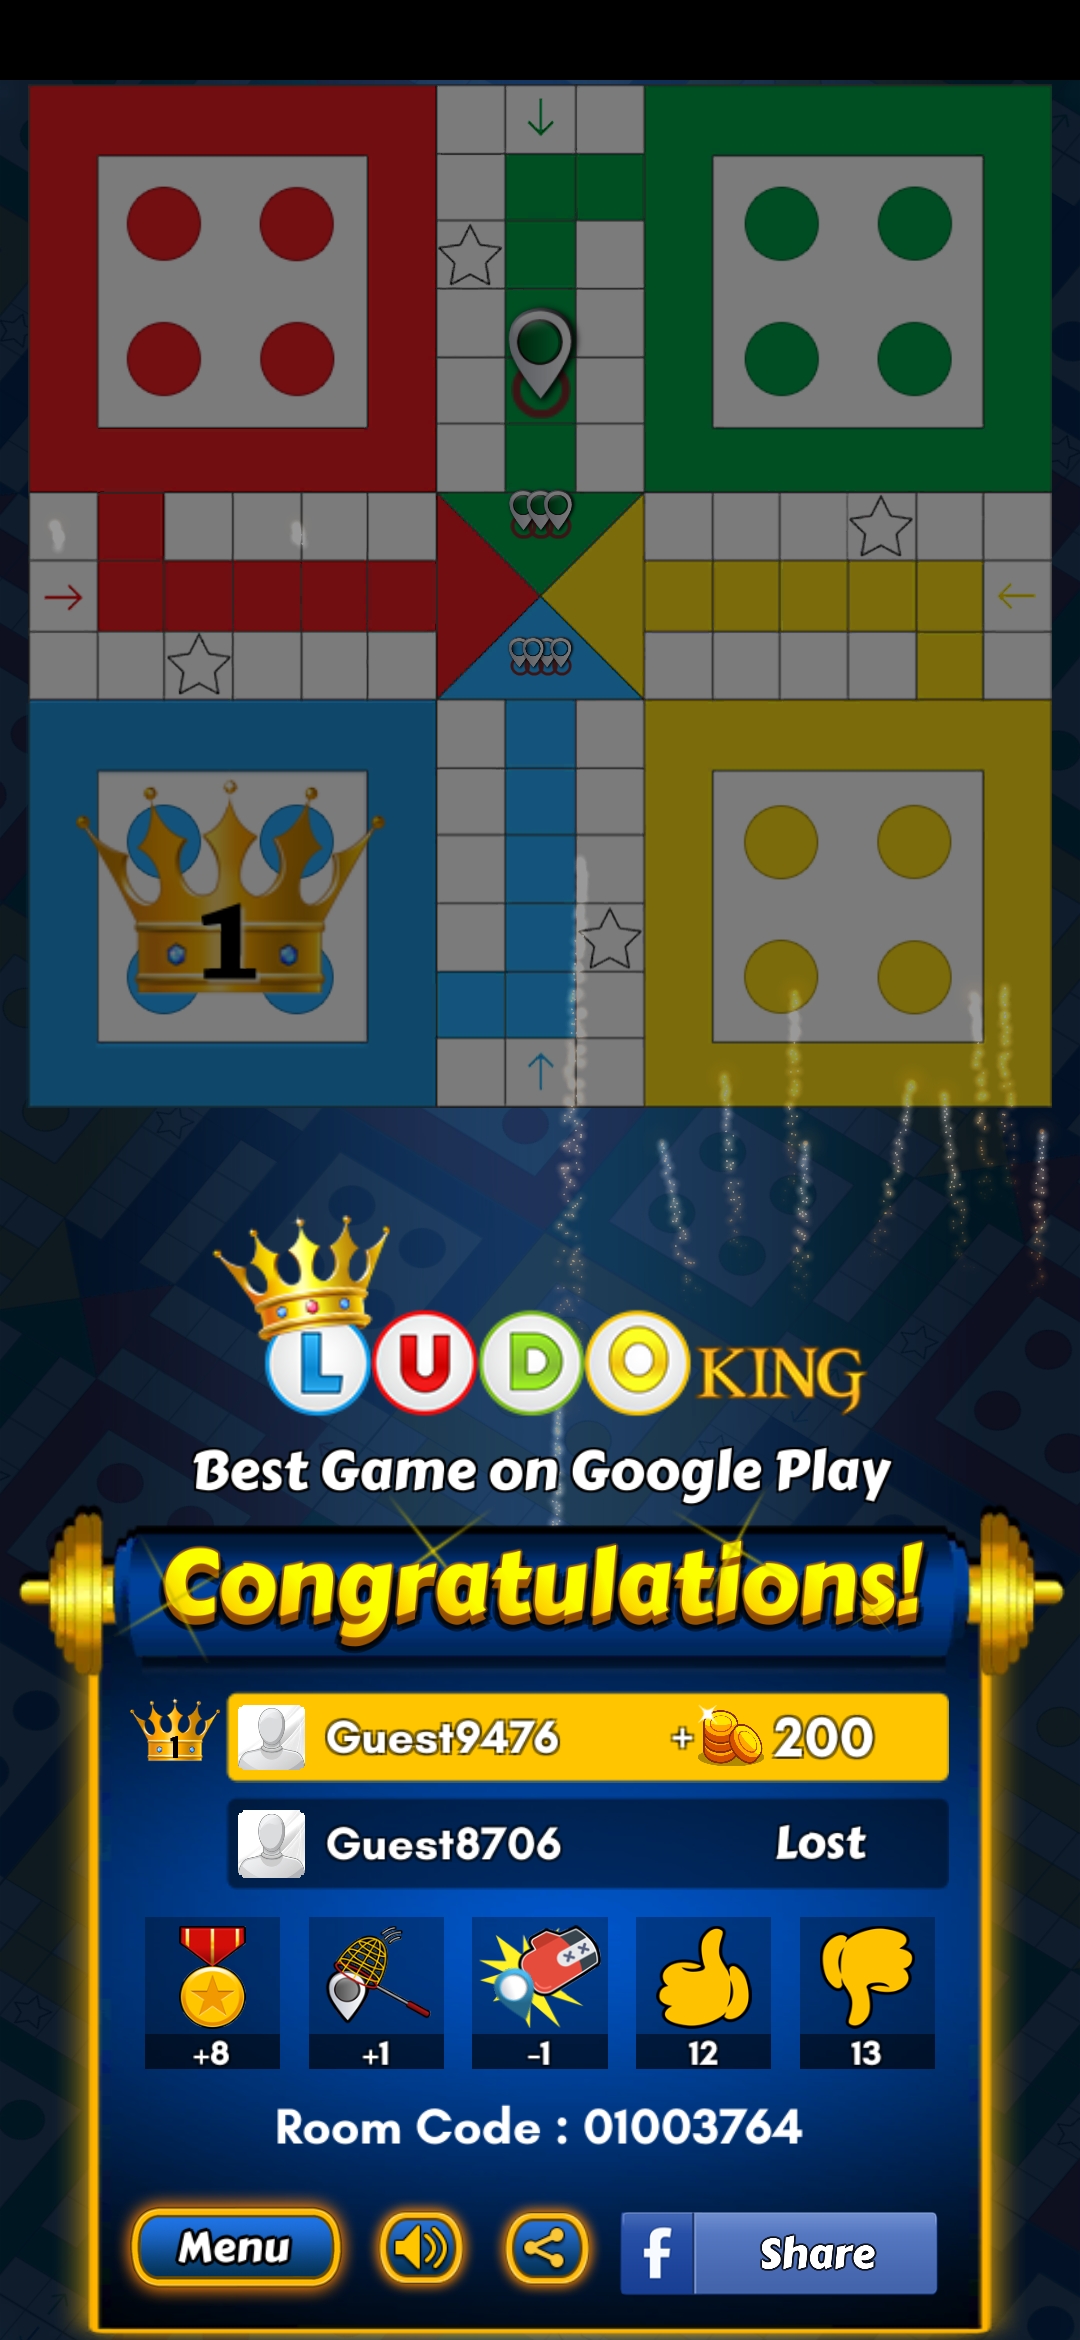 1
LUDO KING
Best Game on Google Play
Congratulations!
1 Guest9476 + 200
Guest8706 Lost
+8 +1 -1 12 13
Room Code : 01003764
Menu f Share